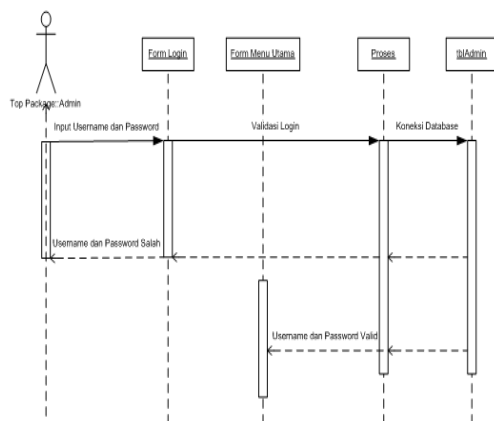 Form Login
Form Menu Utama
Proses
tblAdmin
Top Package::Admin
Input Username dan Password
Validasi Login
Koneksi Database
Username dan Password Salah
Username dan Password Valid